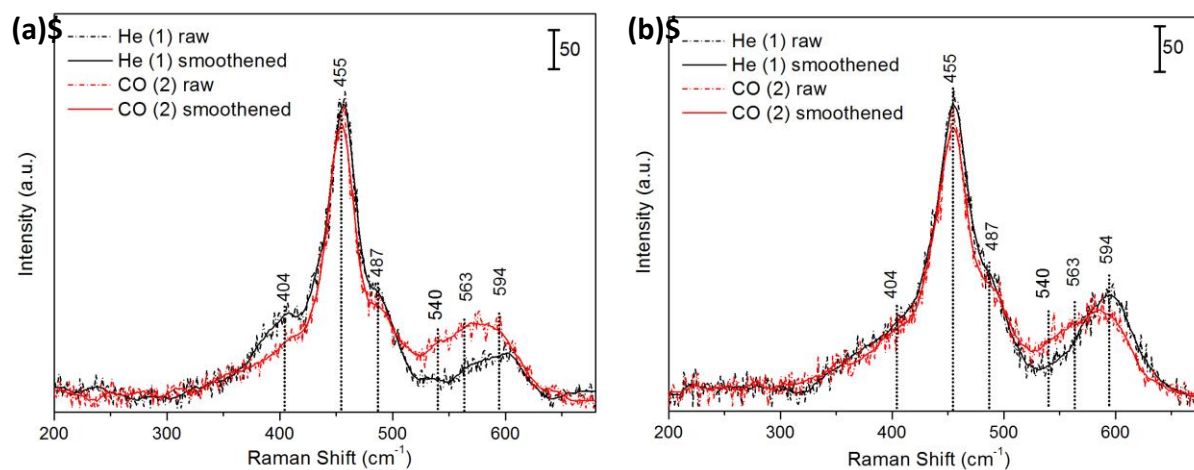 (a)$
He (1) raw
He (1) smoothened
CO (2) raw
CO (2) smoothened
50
455
404
487
540
563
594
Intensity (a.u.)
200
300
400
500
600
Raman Shift (cm⁻¹)
(b)$
He (1) raw
He (1) smoothened
CO (2) raw
CO (2) smoothened
50
455
404
487
540
563
594
Intensity (a.u.)
200
300
400
500
600
Raman Shift (cm⁻¹)